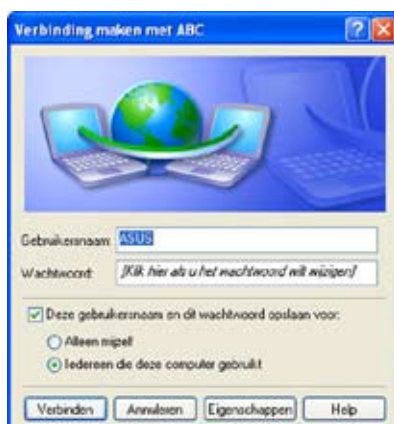 Verbinding maken met ABC
Gebruikersnaam: ASUS
Wachtwoord: [Klik hier als u het wachtwoord wilt wijzigen]
Deze gebruikersnaam en dit wachtwoord opslaan voor:
Alleen mijzelf
Iedereen die deze computer gebruikt
Verbinden Annuleren Eigenschappen Help